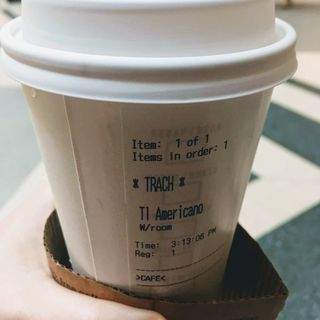 Item: 1 of 1
Items in order: 1
* TRACH *
Tl Americano
W/room
Time: 3:13:06 PM
Reg: 1
>CAFE<